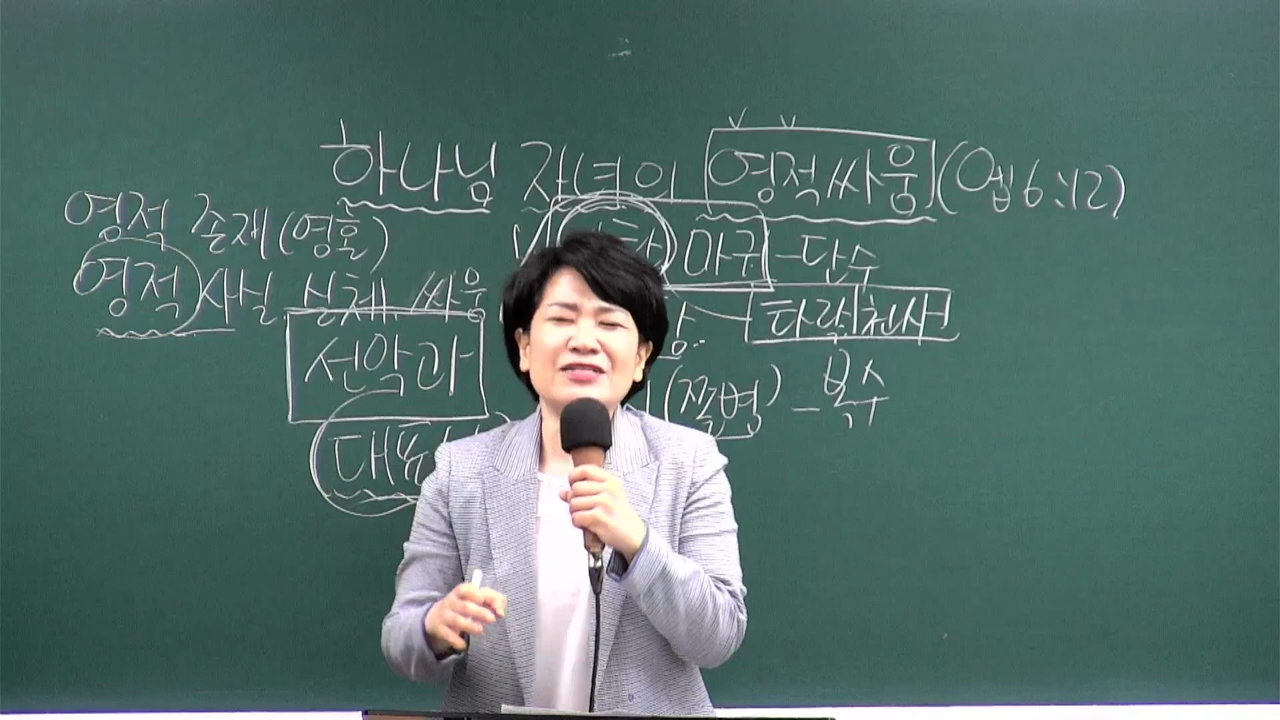 하나님 자녀의 영적싸움 (엡 6:12)
영적 존재(영혼)
마귀 - 단수
영적 사실 실체 싸움
타락천사
선악과
(쫄병) - 복수